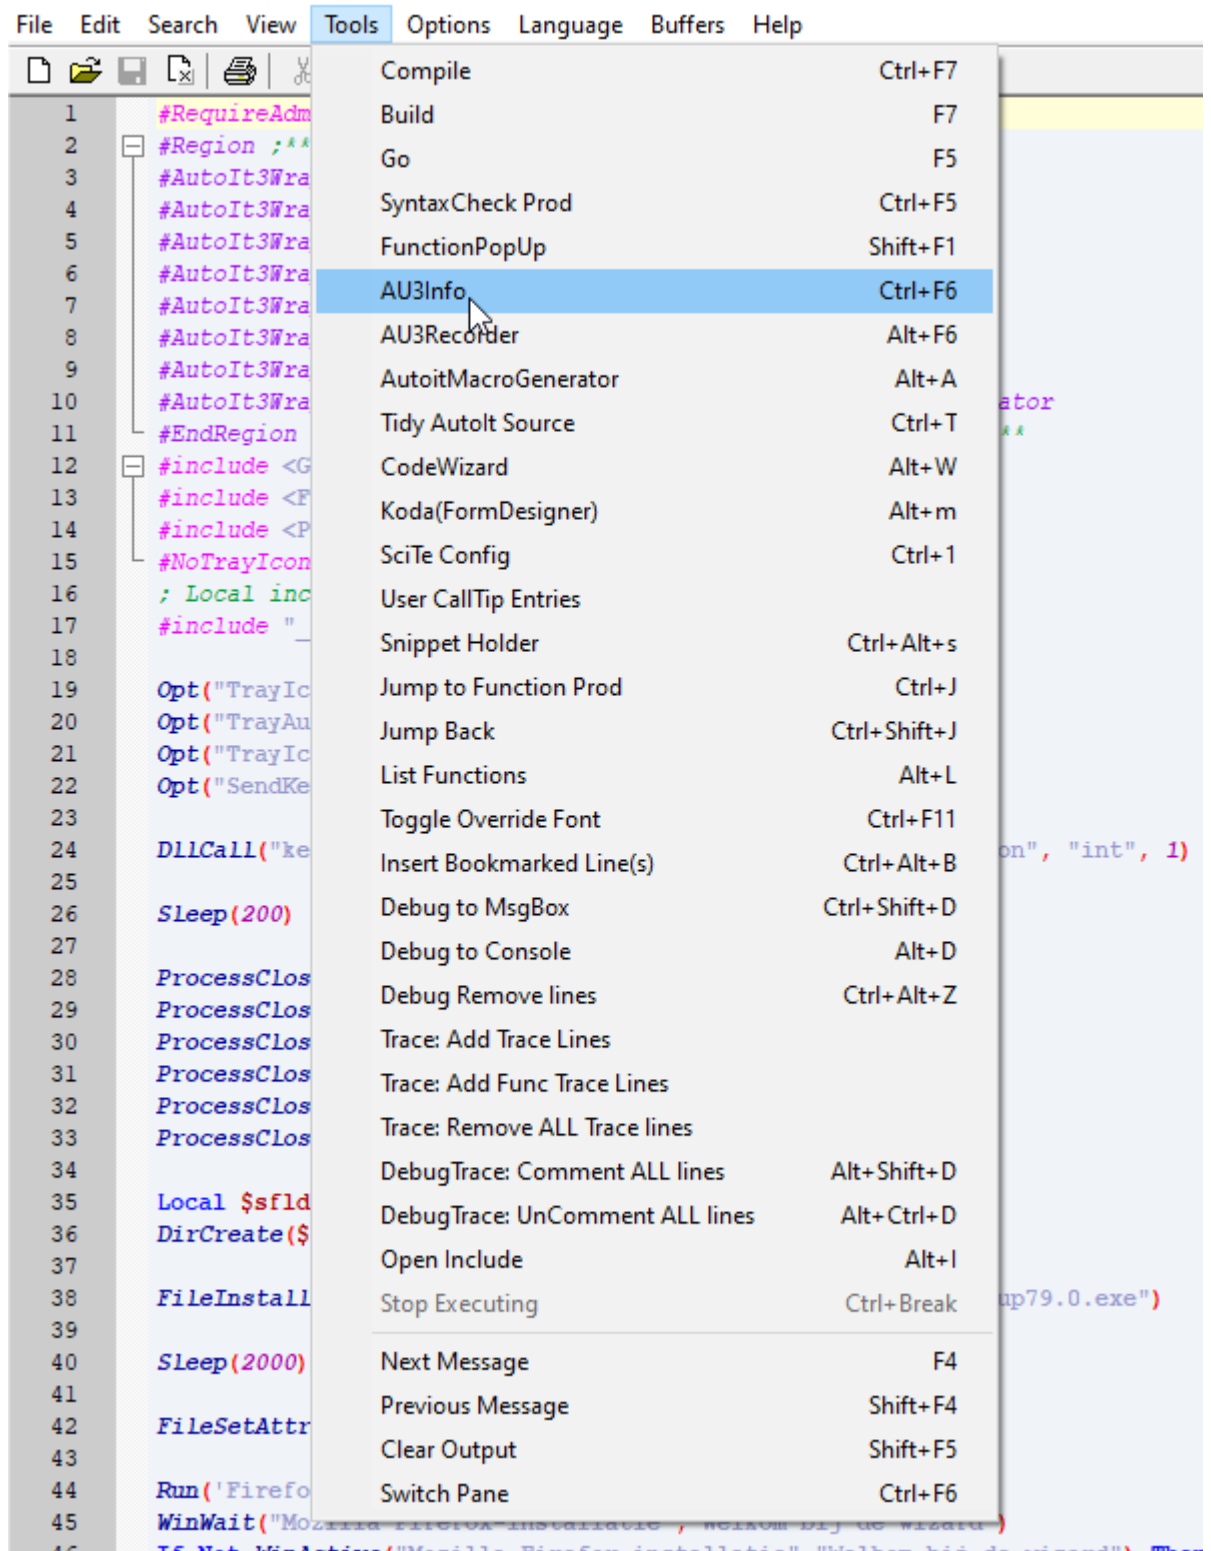 File Edit Search View Tools Options Language Buffers Help
Compile Ctrl+F7
1 #RequireAdm
Build F7
2 #Region ;**
Go F5
3 #AutoIt3Wra
SyntaxCheck Prod Ctrl+F5
4 #AutoIt3Wra
5 #AutoIt3Wra
FunctionPopUp Shift+F1
6 #AutoIt3Wra
AU3Info Ctrl+F6
7 #AutoIt3Wra
8 #AutoIt3Wra
AU3Recorder Alt+F6
9 #AutoIt3Wra
AutoitMacroGenerator Alt+A
10 #AutoIt3Wra ator
Tidy AutoIt Source Ctrl+T
11 #EndRegion **
12 #include <G
CodeWizard Alt+W
13 #include <F
Koda(FormDesigner) Alt+m
14 #include <P
15 #NoTrayIcon
SciTe Config Ctrl+1
16 ; Local inc
User CallTip Entries
17 #include "_
Snippet Holder Ctrl+Alt+s
18
19 Opt("TrayIc
Jump to Function Prod Ctrl+J
20 Opt("TrayAu
Jump Back Ctrl+Shift+J
21 Opt("TrayIc
List Functions Alt+L
22 Opt("SendKe
23
Toggle Override Font Ctrl+F11
24 DllCall("ke on", "int", 1)
Insert Bookmarked Line(s) Ctrl+Alt+B
25
26 Sleep(200)
Debug to MsgBox Ctrl+Shift+D
27
Debug to Console Alt+D
28 ProcessClos
Debug Remove lines Ctrl+Alt+Z
29 ProcessClos
30 ProcessClos
Trace: Add Trace Lines
31 ProcessClos
Trace: Add Func Trace Lines
32 ProcessClos
33 ProcessClos
Trace: Remove ALL Trace lines
34
DebugTrace: Comment ALL lines Alt+Shift+D
35 Local $sfld
DebugTrace: UnComment ALL lines Alt+Ctrl+D
36 DirCreate($
37
Open Include Alt+I
38 FileInstall up79.0.exe")
Stop Executing Ctrl+Break
39
40 Sleep(2000)
Next Message F4
41
Previous Message Shift+F4
42 FileSetAttr
43
Clear Output Shift+F5
44 Run('Firefo
Switch Pane Ctrl+F6
45 WinWait("Mozilla Firefox-installatie", "Welkom bij de wizard")